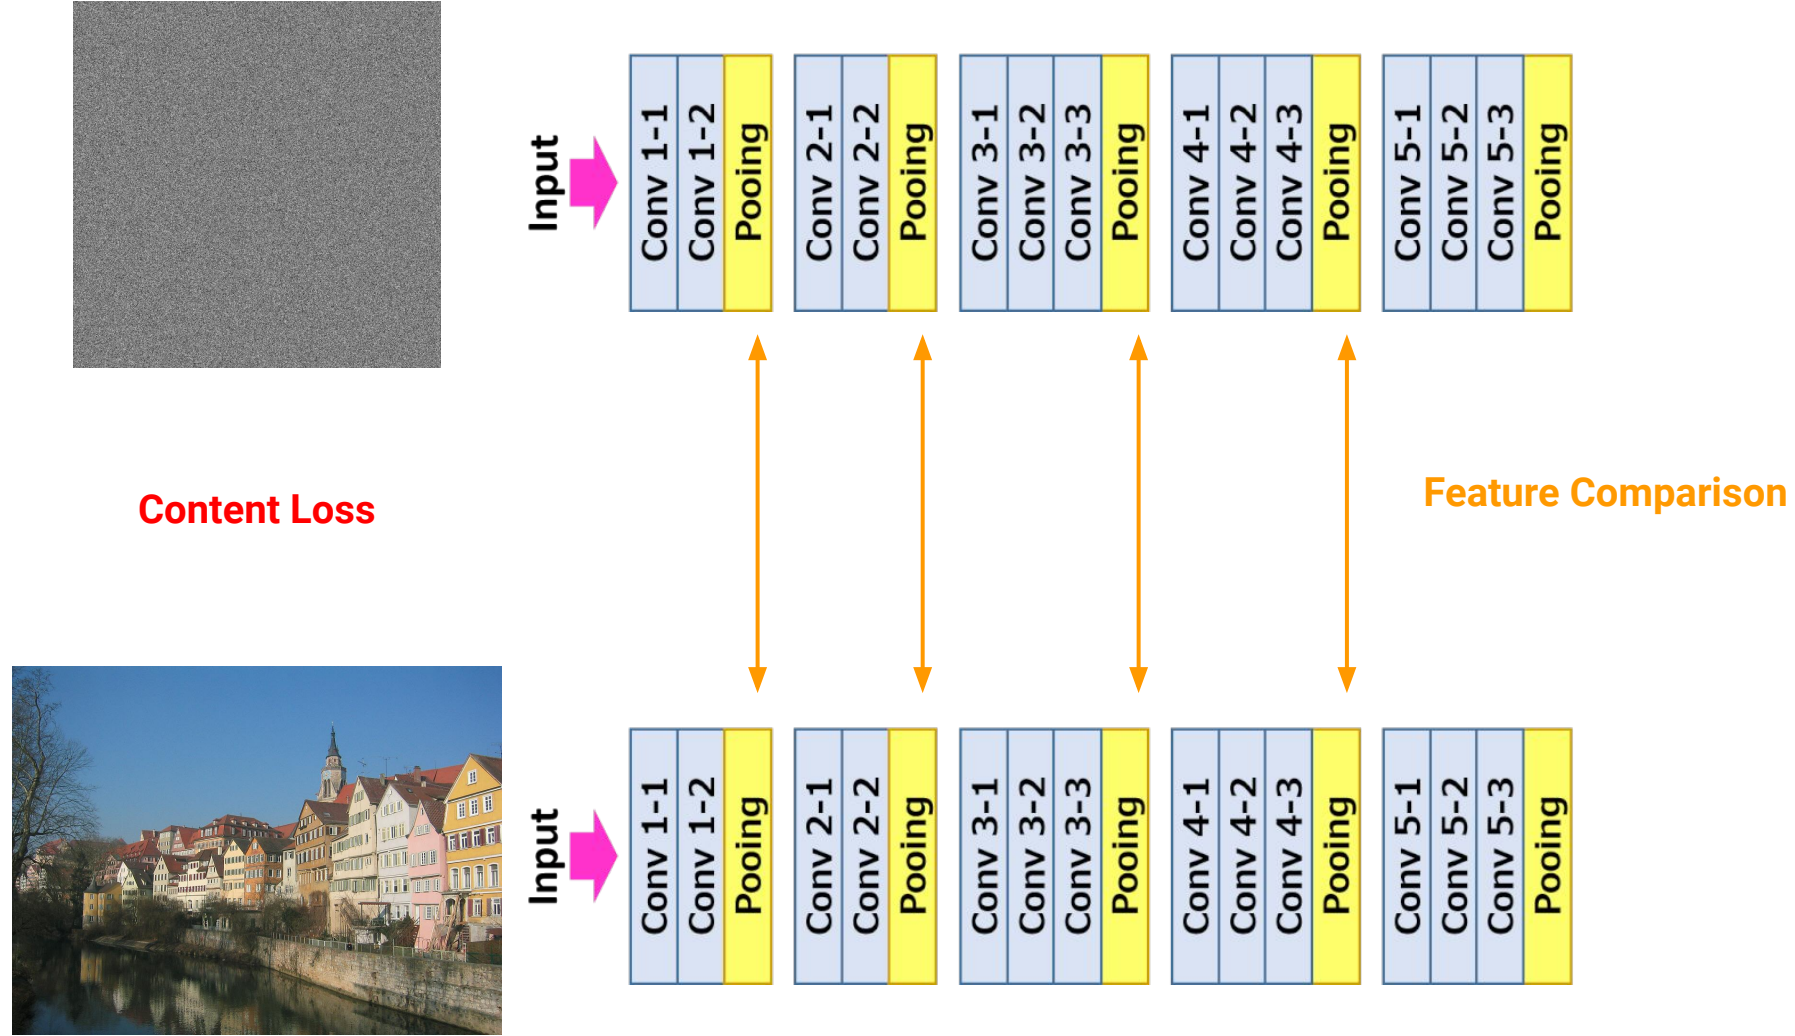 Input
Conv 1-1
Conv 1-2
Pooing
Conv 2-1
Conv 2-2
Pooing
Conv 3-1
Conv 3-2
Conv 3-3
Pooing
Conv 4-1
Conv 4-2
Conv 4-3
Pooing
Conv 5-1
Conv 5-2
Conv 5-3
Pooing
Content Loss
Feature Comparison
Input
Conv 1-1
Conv 1-2
Pooing
Conv 2-1
Conv 2-2
Pooing
Conv 3-1
Conv 3-2
Conv 3-3
Pooing
Conv 4-1
Conv 4-2
Conv 4-3
Pooing
Conv 5-1
Conv 5-2
Conv 5-3
Pooing